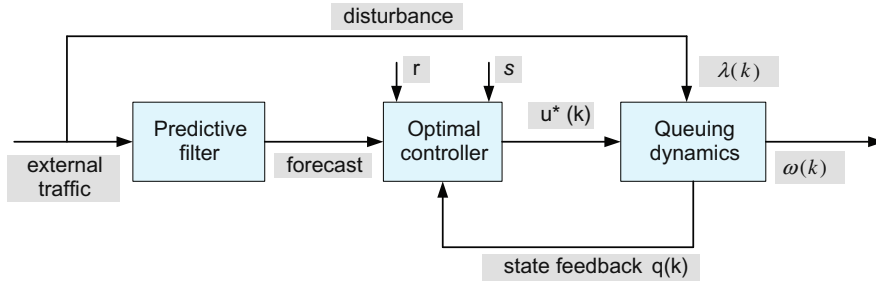 disturbance
r
s
λ(k)
Predictive
filter
Optimal
controller
u* (k)
Queuing
dynamics
external
traffic
forecast
ω(k)
state feedback q(k)